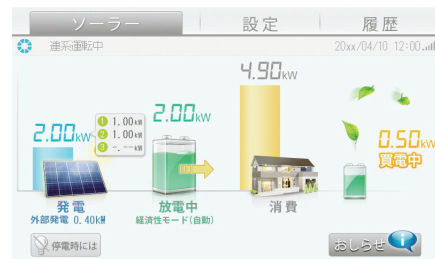 ソーラー 設定 履歴
連系運転中 20xx/04/10 12:00
4.90kW
2.00kW
1 1.00kW
2 1.00kW
3 -.--kW
2.00kW
0.50kW
買電中
発電
外部発電 0.40kW
放電中
経済性モード(自動)
消費
停電時には
おしらせ